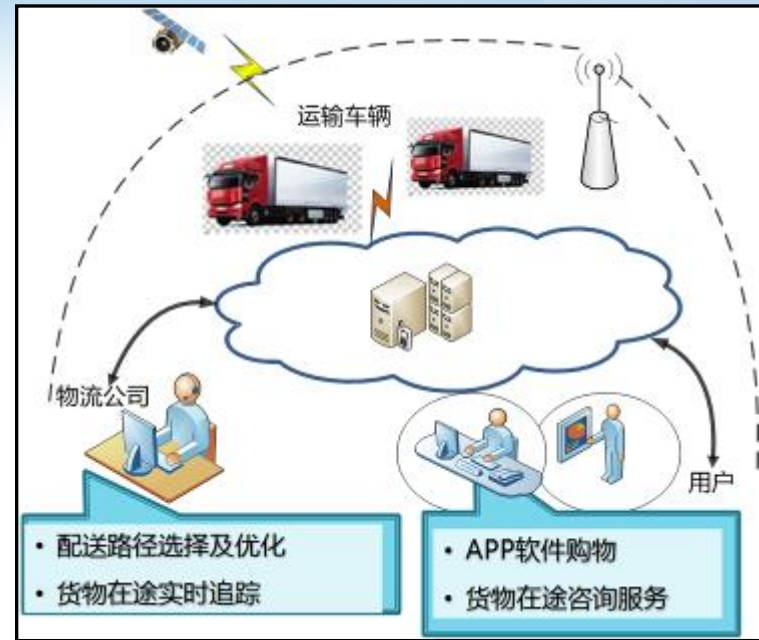 运输车辆
物流公司
用户
• 配送路径选择及优化
• 货物在途实时追踪
• APP软件购物
• 货物在途咨询服务